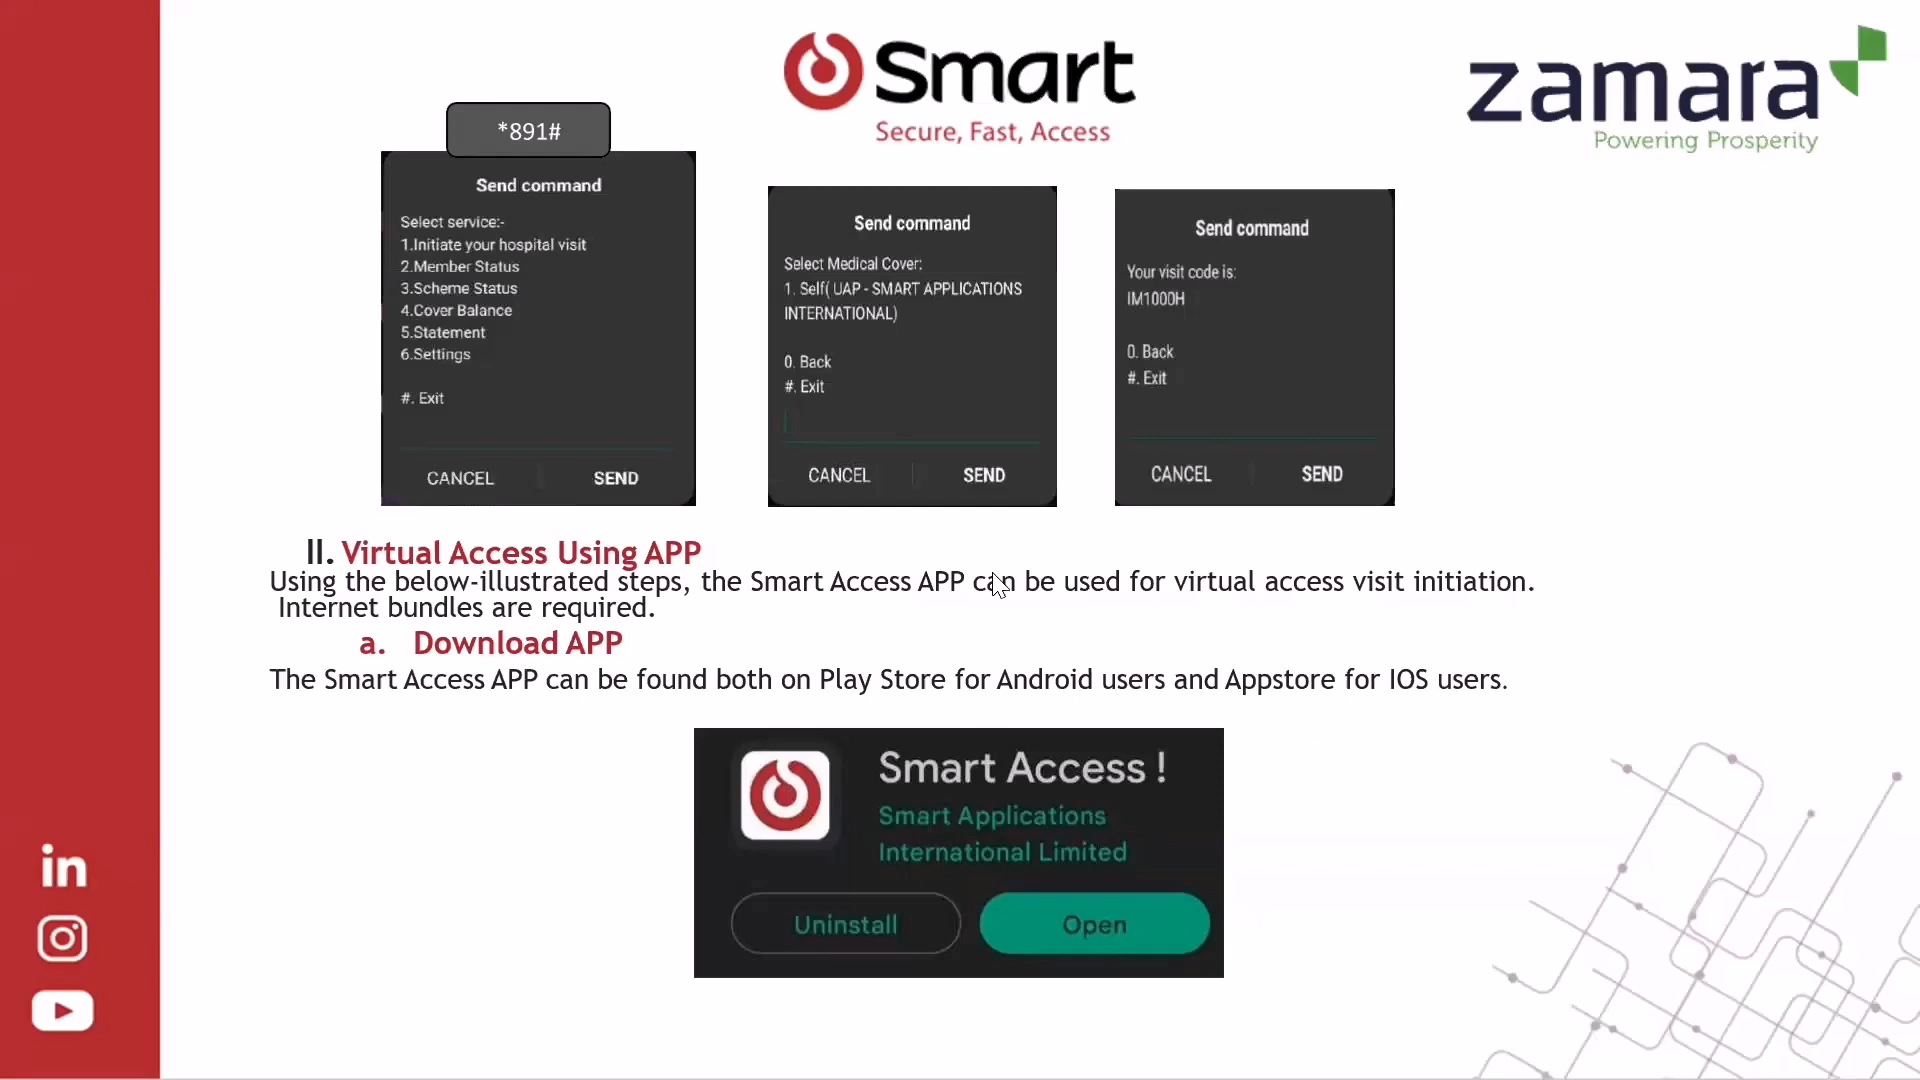 Smart
Secure, Fast, Access
zamara
Powering Prosperity
*891#
Send command
Select service:-
1.Initiate your hospital visit
2.Member Status
3.Scheme Status
4.Cover Balance
5.Statement
6.Settings
#. Exit
CANCEL SEND
Send command
Select Medical Cover:
1. Self( UAP - SMART APPLICATIONS
INTERNATIONAL)
0. Back
#. Exit
CANCEL SEND
Send command
Your visit code is:
IM1000H
0. Back
#. Exit
CANCEL SEND
II. Virtual Access Using APP
Using the below-illustrated steps, the Smart Access APP can be used for virtual access visit initiation.
Internet bundles are required.
a. Download APP
The Smart Access APP can be found both on Play Store for Android users and Appstore for IOS users.
Smart Access !
Smart Applications
International Limited
Uninstall Open
in